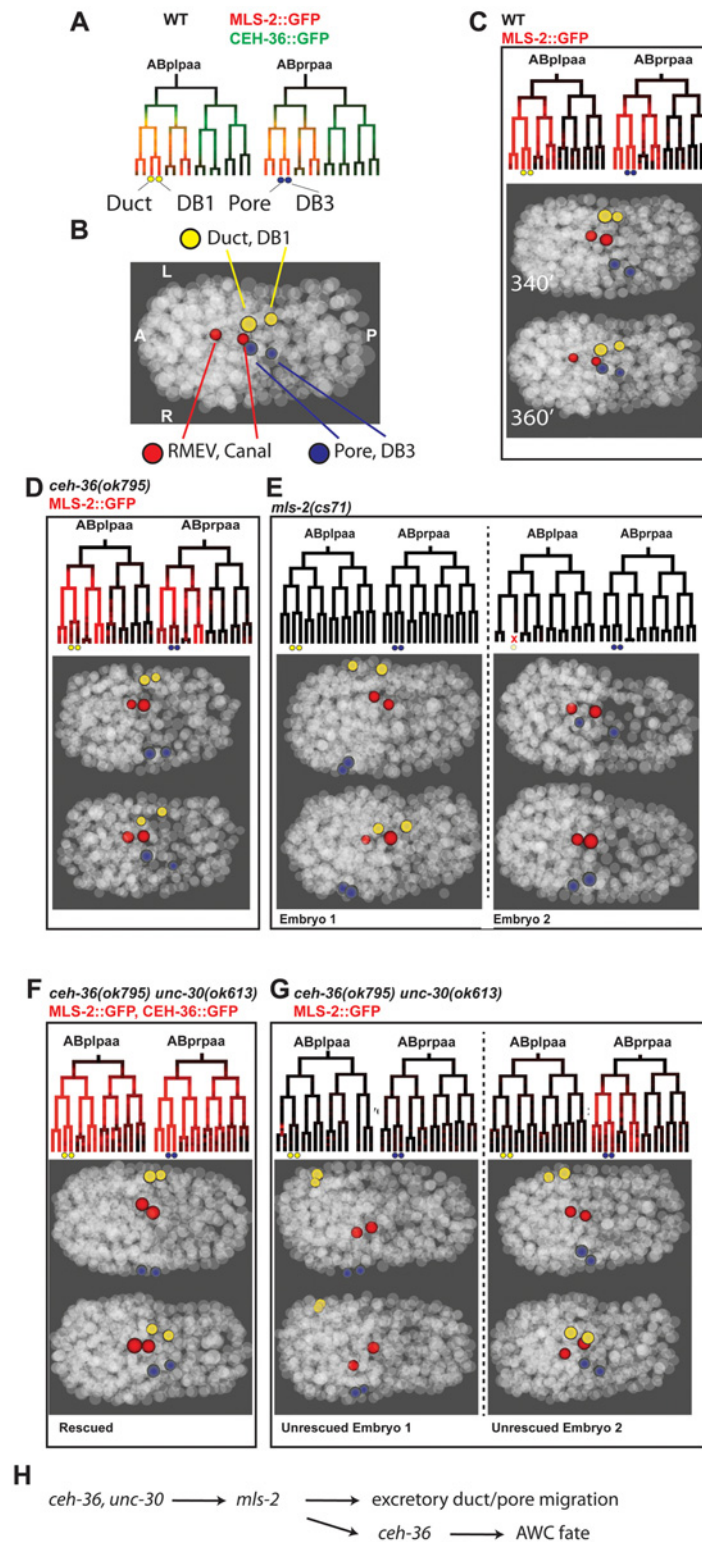 A
WT
MLS-2::GFP
CEH-36::GFP
ABplpaa
ABprpaa
Duct
DB1
Pore
DB3
B
Duct, DB1
L
A
P
R
RMEV, Canal
Pore, DB3
C
WT
MLS-2::GFP
ABplpaa
ABprpaa
340'
360'
D
ceh-36(ok795)
MLS-2::GFP
ABplpaa
ABprpaa
E
mls-2(cs71)
ABplpaa
ABprpaa
ABplpaa
ABprpaa
x
Embryo 1
Embryo 2
F
ceh-36(ok795) unc-30(ok613)
MLS-2::GFP, CEH-36::GFP
ABplpaa
ABprpaa
Rescued
G
ceh-36(ok795) unc-30(ok613)
MLS-2::GFP
ABplpaa
ABprpaa
ABplpaa
ABprpaa
Unrescued Embryo 1
Unrescued Embryo 2
H
ceh-36, unc-30
mls-2
excretory duct/pore migration
ceh-36
AWC fate